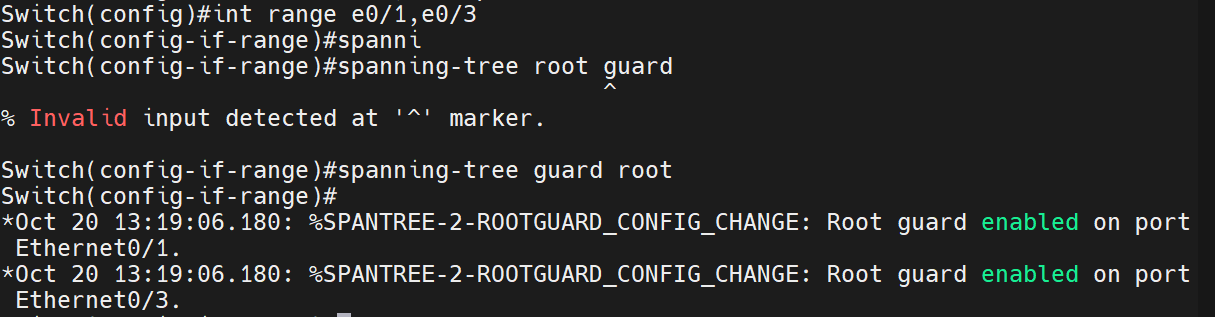 Switch(config)#int range e0/1,e0/3
Switch(config-if-range)#spanni
Switch(config-if-range)#spanning-tree root guard
^
% Invalid input detected at '^' marker.
Switch(config-if-range)#spanning-tree guard root
Switch(config-if-range)#
*Oct 20 13:19:06.180: %SPANTREE-2-ROOTGUARD_CONFIG_CHANGE: Root guard enabled on port
Ethernet0/1.
*Oct 20 13:19:06.180: %SPANTREE-2-ROOTGUARD_CONFIG_CHANGE: Root guard enabled on port
Ethernet0/3.